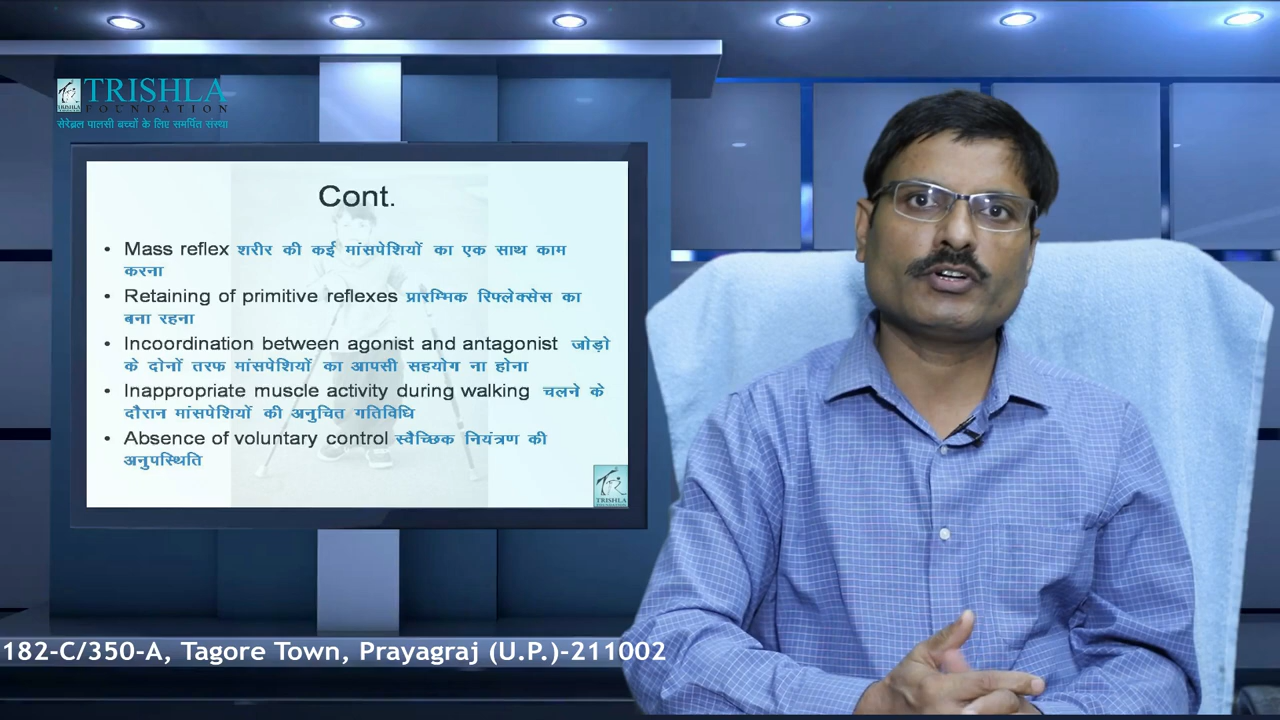 TRISHLA
FOUNDATION
सेरेब्रल पालसी बच्चों के लिए समर्पित संस्था
Cont.
• Mass reflex शरीर की कई मांसपेशियों का एक साथ काम
करना
• Retaining of primitive reflexes प्रारम्भिक रिफ्लेक्सेस का
बना रहना
• Incoordination between agonist and antagonist जोड़ो
के दोनों तरफ मांसपेशियों का आपसी सहयोग ना होना
• Inappropriate muscle activity during walking चलने के
दौरान मांसपेशियों की अनुचित गतिविधि
• Absence of voluntary control स्वैच्छिक नियंत्रण की
अनुपस्थिति
TRISHLA
182-C/350-A, Tagore Town, Prayagraj (U.P.)-211002